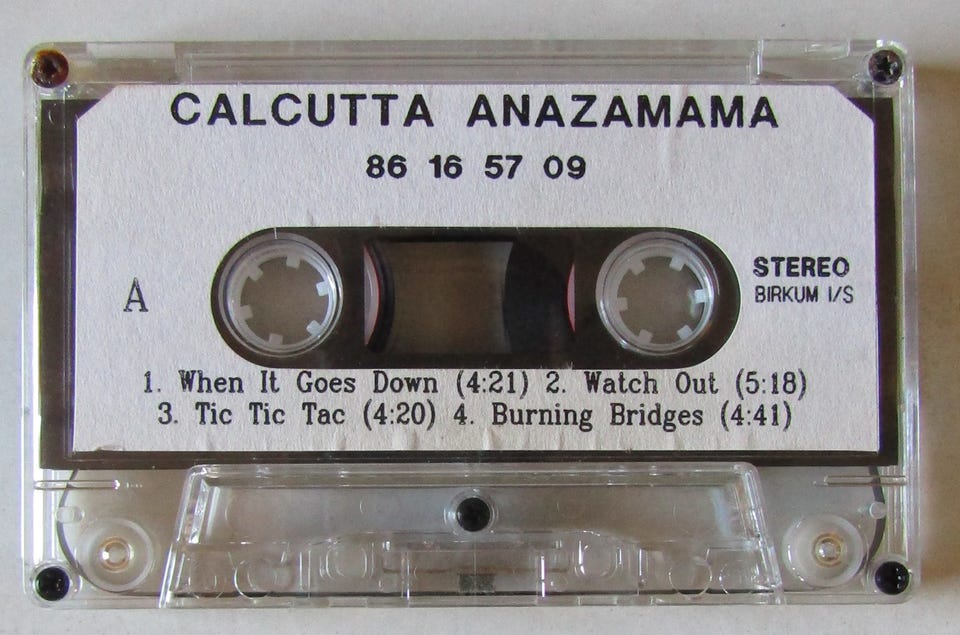 CALCUTTA ANAZAMAMA
86 16 57 09
STEREO
BIRKUM I/S
A
1. When It Goes Down (4:21) 2. Watch Out (5:18)
3. Tic Tic Tac (4:20) 4. Burning Bridges (4:41)